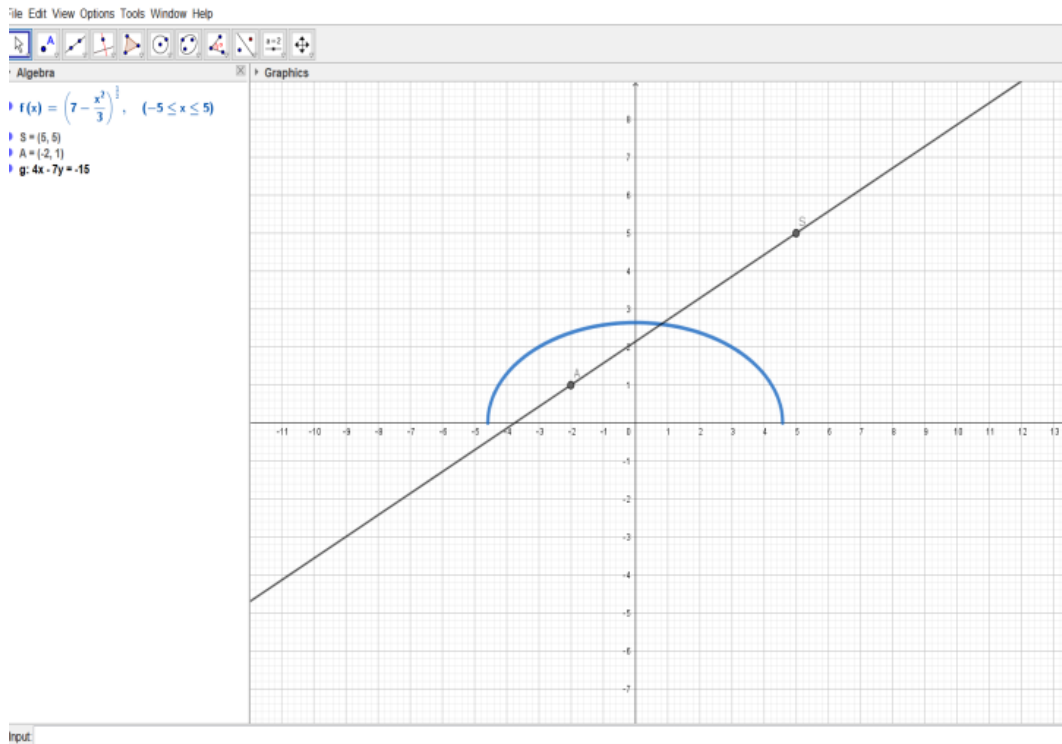 File Edit View Options Tools Window Help
A a=2
Algebra
Graphics
f(x) = (7 - x²/3)^(1/2), (-5 ≤ x ≤ 5)
S = (5, 5)
A = (-2, 1)
g: 4x - 7y = -15
8
7
6
S
5
4
3
2
A
1
-11 -10 -9 -8 -7 -6 -5 -4 -3 -2 -1 0 1 2 3 4 5 6 7 8 9 10 11 12 13
-1
-2
-3
-4
-5
-6
-7
Input